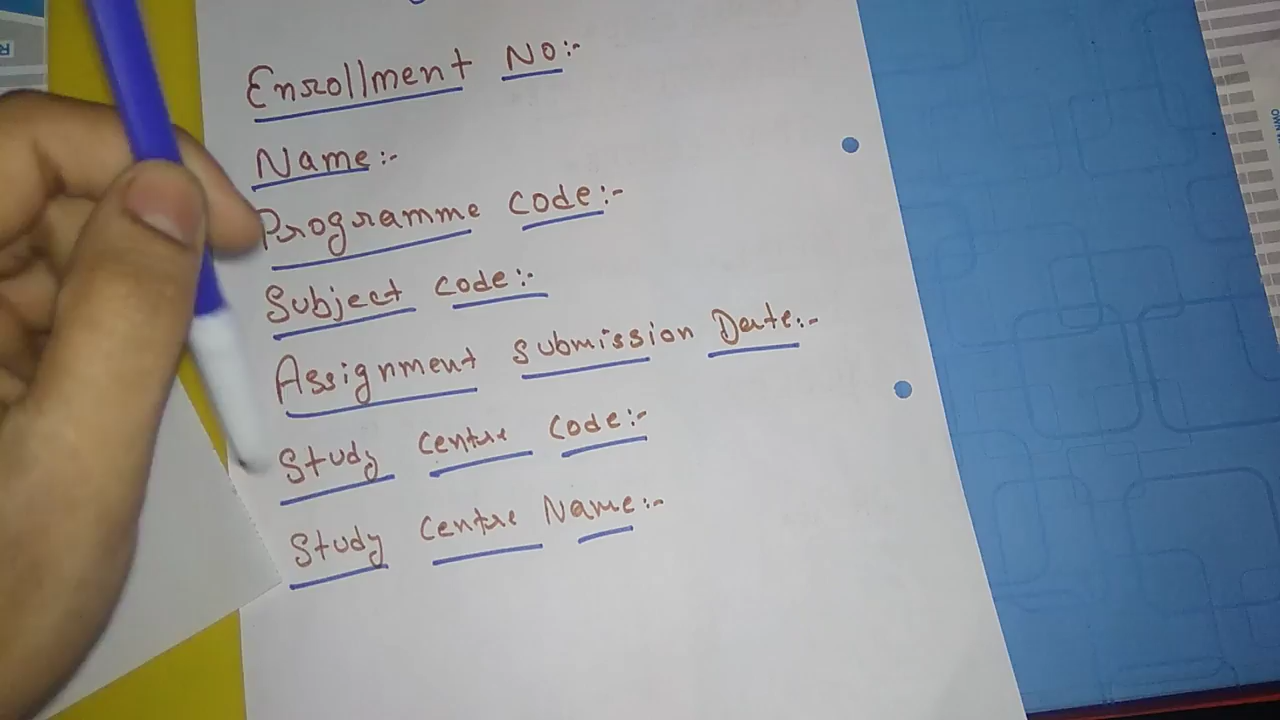 Enrollment No:-
Name:-
Programme Code:-
Subject Code:-
Assignment Submission Date:-
Study Centre Code:-
Study Centre Name:-